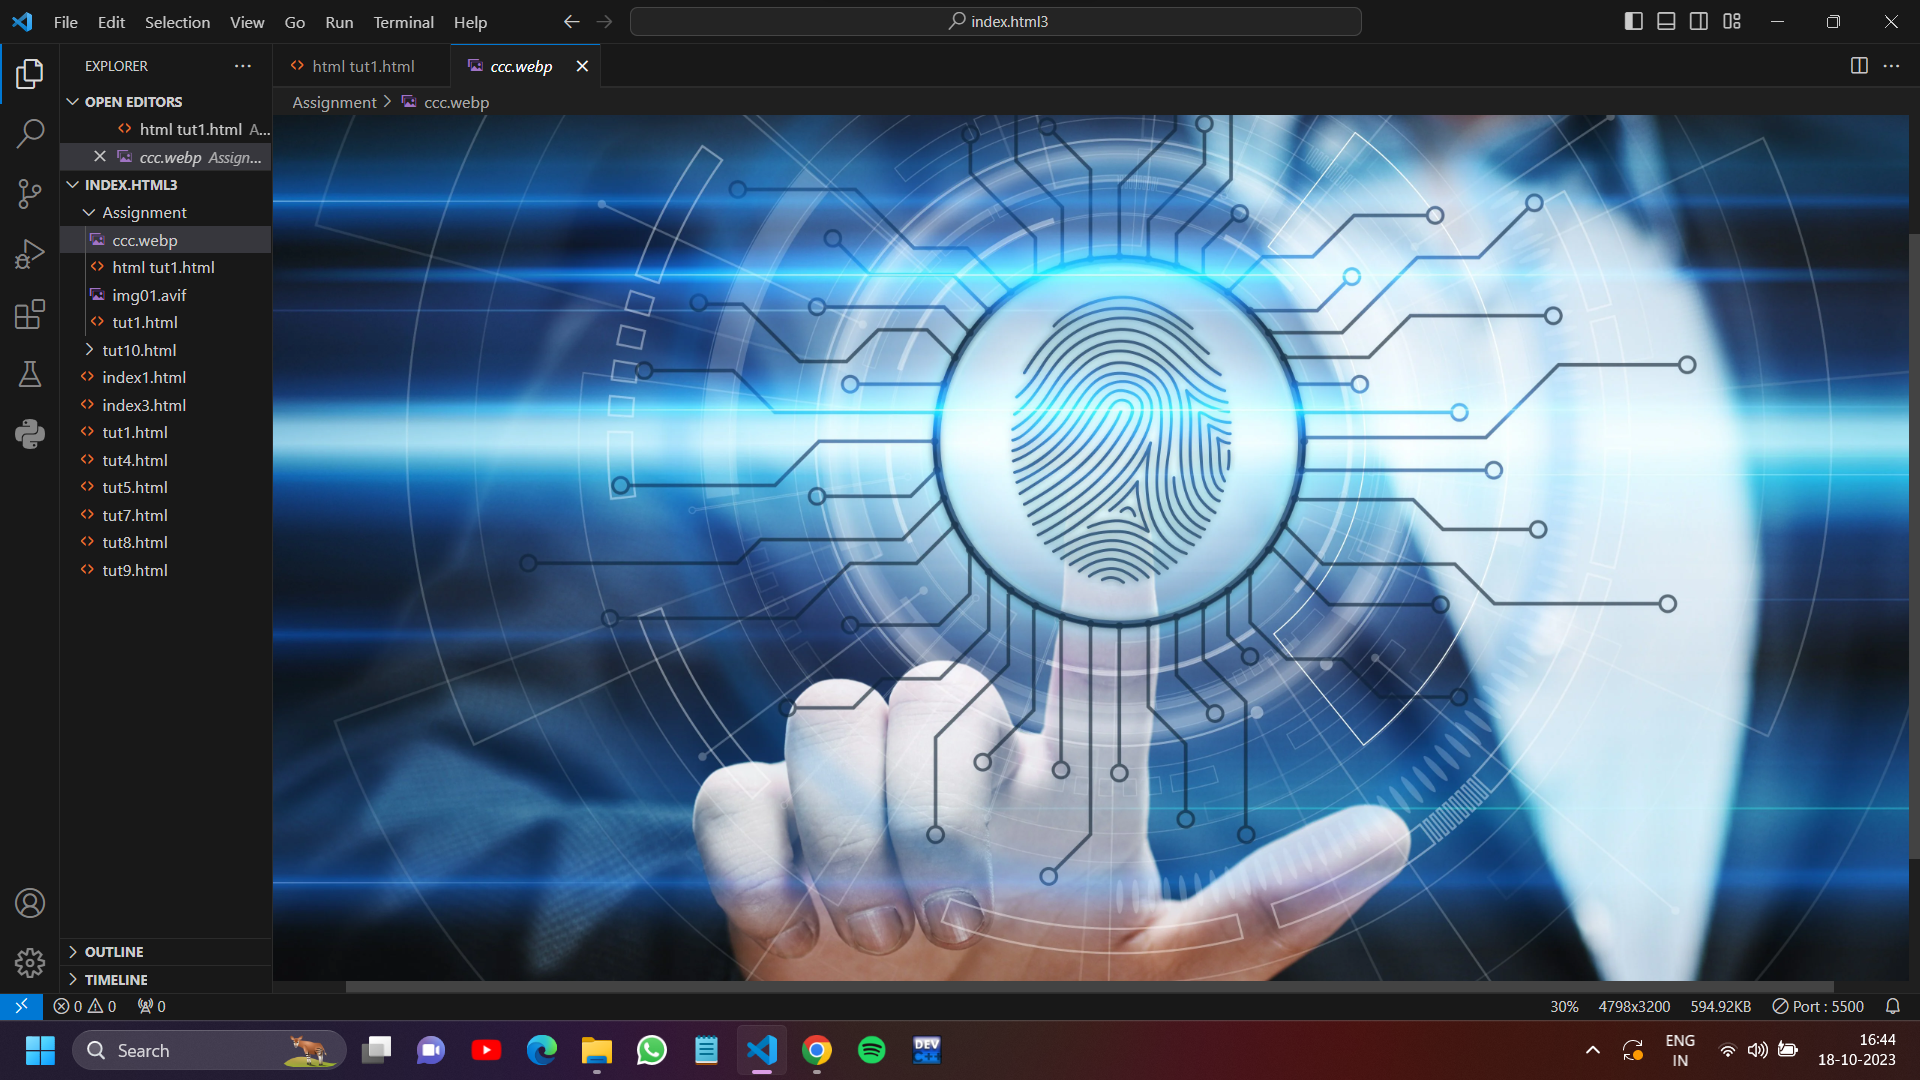 File Edit Selection View Go Run Terminal Help
index.html3
EXPLORER
OPEN EDITORS
html tut1.html A...
ccc.webp Assign...
INDEX.HTML3
Assignment
ccc.webp
html tut1.html
img01.avif
tut1.html
tut10.html
index1.html
index3.html
tut1.html
tut4.html
tut5.html
tut7.html
tut8.html
tut9.html
OUTLINE
TIMELINE
html tut1.html
ccc.webp
Assignment > ccc.webp
0 0 0
30% 4798x3200 594.92KB Port : 5500
Search
DEV
C++
ENG
IN
16:44
18-10-2023